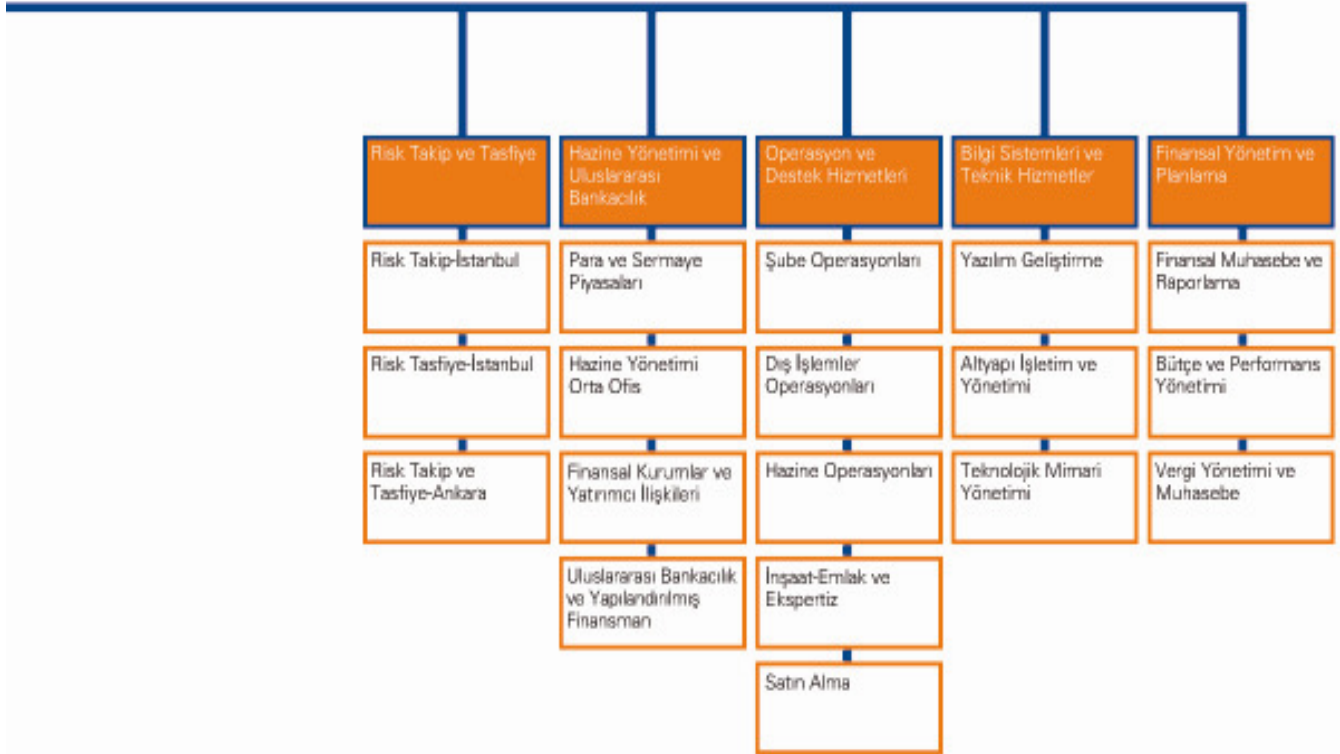 Risk Takip ve Tasfiye
Risk Takip-İstanbul
Risk Tasfiye-İstanbul
Risk Takip ve
Tasfiye-Ankara
Hazine Yönetimi ve
Uluslararası
Bankacılık
Para ve Sermaye
Piyasaları
Hazine Yönetimi
Orta Ofis
Finansal Kurumlar ve
Yatırımcı İlişkileri
Uluslararası Bankacılık
ve Yapılandırılmış
Finansman
Operasyon ve
Destek Hizmetleri
Şube Operasyonları
Dış İşlemler
Operasyonları
Hazine Operasyonları
İnşaat-Emlak ve
Ekspertiz
Satın Alma
Bilgi Sistemleri ve
Teknik Hizmetler
Yazılım Geliştirme
Altyapı İşletim ve
Yönetimi
Teknolojik Mimari
Yönetimi
Finansal Yönetim ve
Planlama
Finansal Muhasebe ve
Raporlama
Bütçe ve Performans
Yönetimi
Vergi Yönetimi ve
Muhasebe